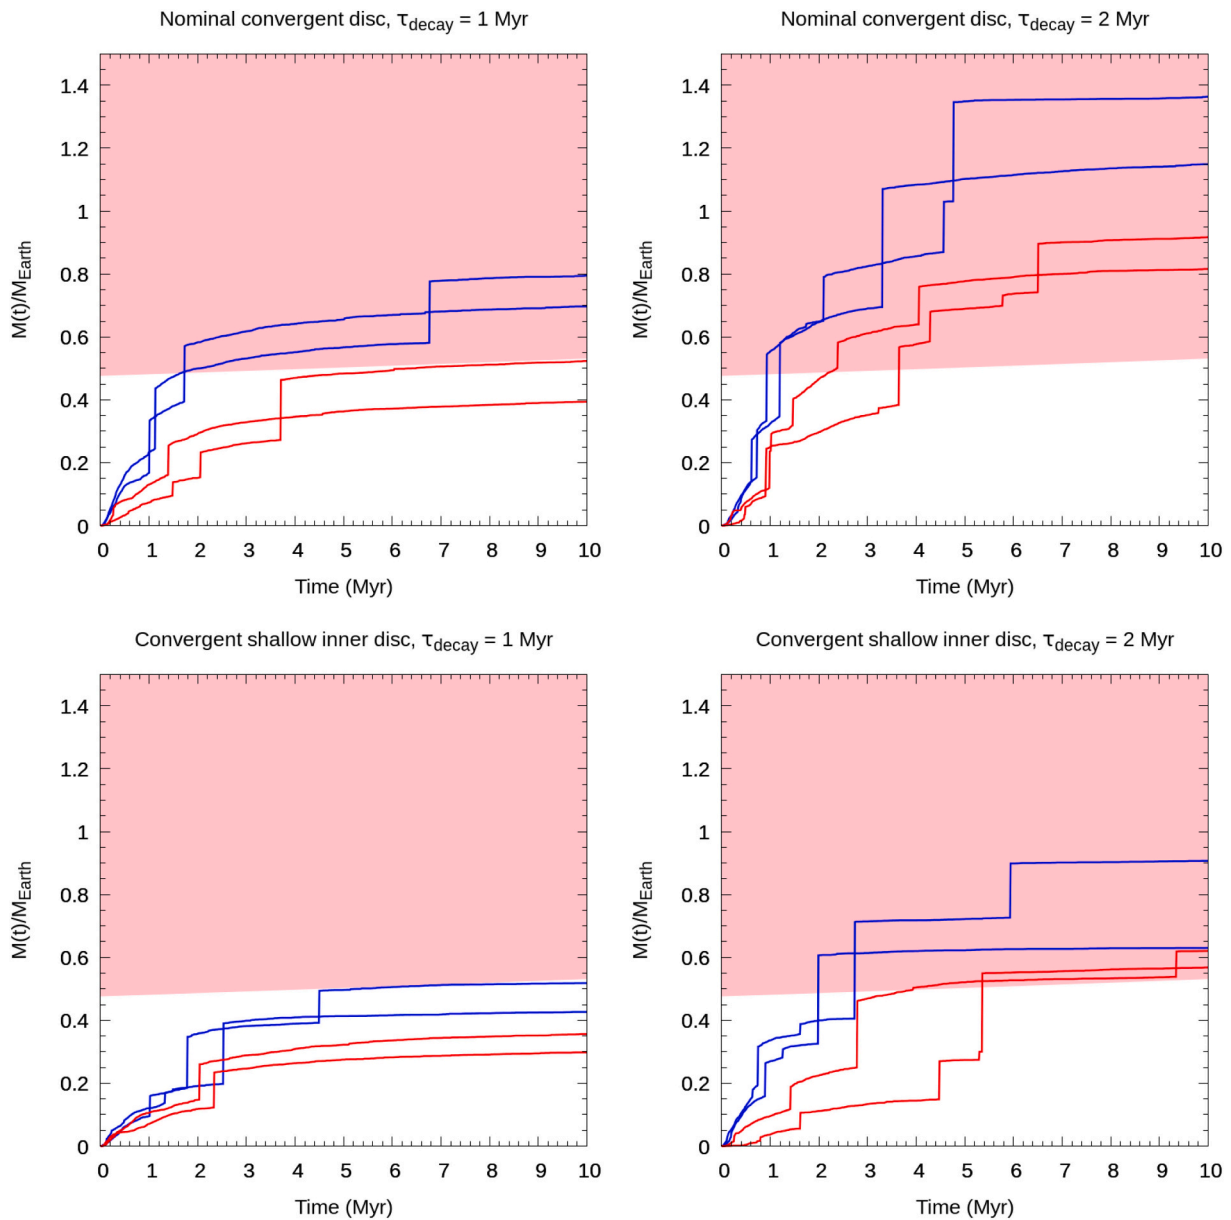 Nominal convergent disc, τdecay = 1 Myr
1.4
1.2
1
0.8
0.6
0.4
0.2
0
M(t)/MEarth
0 1 2 3 4 5 6 7 8 9 10
Time (Myr)
Nominal convergent disc, τdecay = 2 Myr
1.4
1.2
1
0.8
0.6
0.4
0.2
0
M(t)/MEarth
0 1 2 3 4 5 6 7 8 9 10
Time (Myr)
Convergent shallow inner disc, τdecay = 1 Myr
1.4
1.2
1
0.8
0.6
0.4
0.2
0
M(t)/MEarth
0 1 2 3 4 5 6 7 8 9 10
Time (Myr)
Convergent shallow inner disc, τdecay = 2 Myr
1.4
1.2
1
0.8
0.6
0.4
0.2
0
M(t)/MEarth
0 1 2 3 4 5 6 7 8 9 10
Time (Myr)